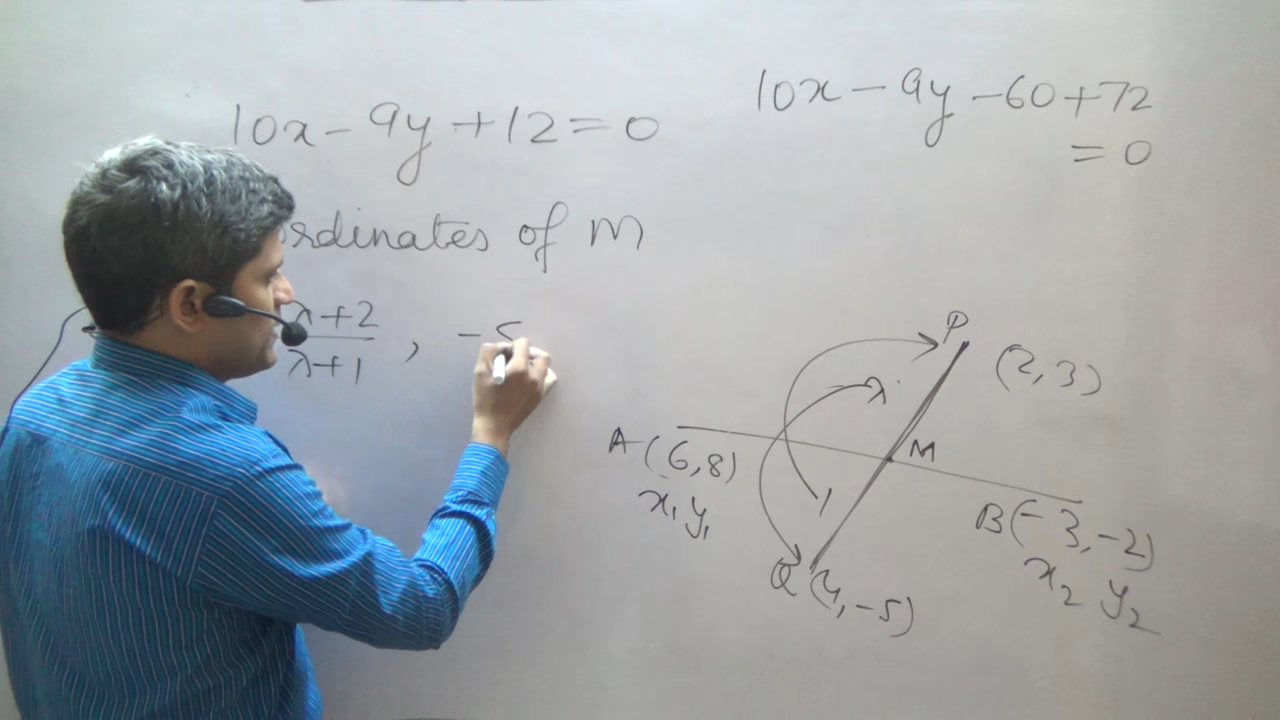 10x - 9y + 12 = 0
10x - 9y - 60 + 72
= 0
ordinates of M
λ+2
λ+1
, -5
P
(2, 3)
λ
A (6, 8)
x₁ y₁
M
1
B (-3, -2)
x₂ y₂
Q (4, -5)